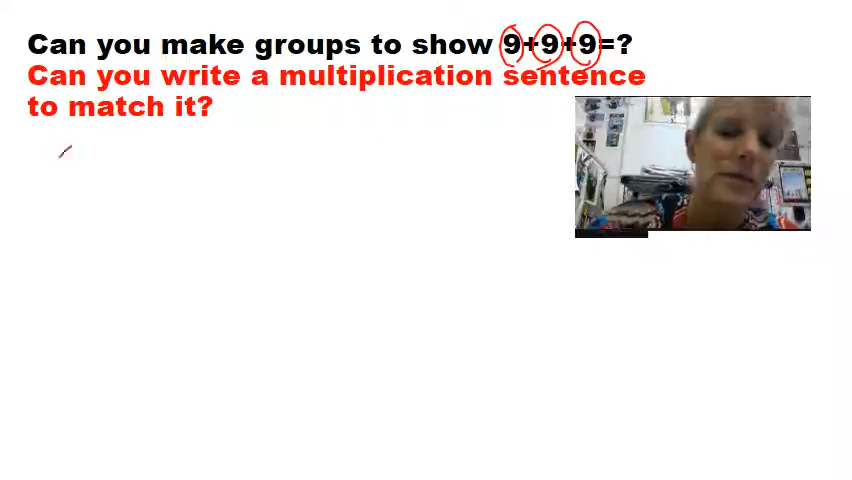 Can you make groups to show 9+9+9=?
Can you write a multiplication sentence
to match it?